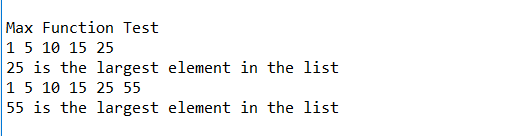 Max Function Test
1 5 10 15 25
25 is the largest element in the list
1 5 10 15 25 55
55 is the largest element in the list